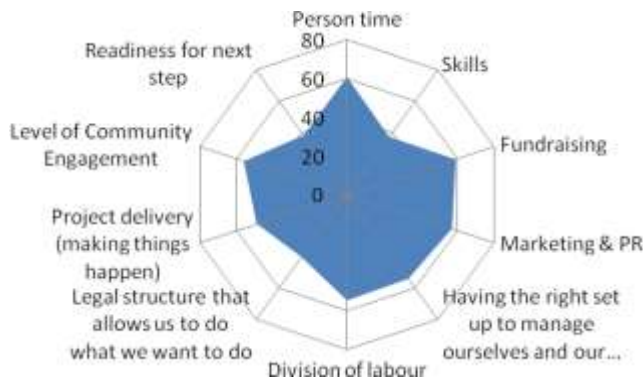 Person time
80
60
40
20
0
Skills
Fundraising
Marketing & PR
Having the right set
up to manage
ourselves and our...
Division of labour
Legal structure that
allows us to do
what we want to do
Project delivery
(making things
happen)
Level of Community
Engagement
Readiness for next
step